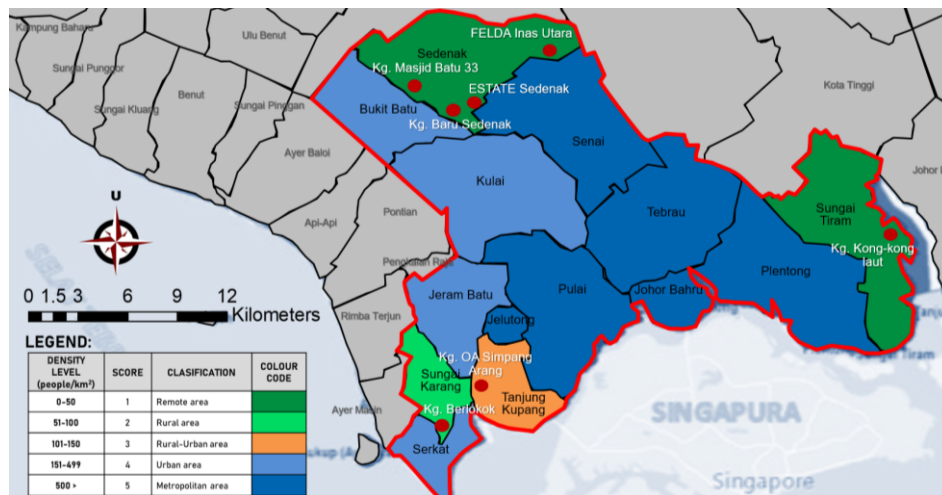 Kampung Baharu
Ulu Benut
FELDA Inas Utara
Sedenak
Kg. Masjid Batu 33
Sungai Punggor
Kota Tinggi
Benut
ESTATE Sedenak
Sungai Kluang
Sungai Pinggan
Bukit Batu
Kg. Baru Sedenak
Senai
Ayer Baloi
Johor
Kulai
U
Pontian
Tebrau
Sungai
Tiram
Api-Api
Kg. Kong-kong
laut
Pengkalan Raja
Plentong
0 1.5 3 6 9 12
Kilometers
Jeram Batu
Pulai
Johor Bahru
Rimba Terjun
Jelutong
LEGEND:
DENSITY
LEVEL
(people/km²)
SCORE
CLASIFICATION
COLOUR
CODE
0-50
1
Remote area
51-100
2
Rural area
101-150
3
Rural-Urban area
151-499
4
Urban area
500 >
5
Metropolitan area
Kg. OA Simpang
Arang
Sungai
Karang
Tanjung
Kupang
Ayer Masin
Kg. Berlokok
Serkat
SINGAPURA
Singapore